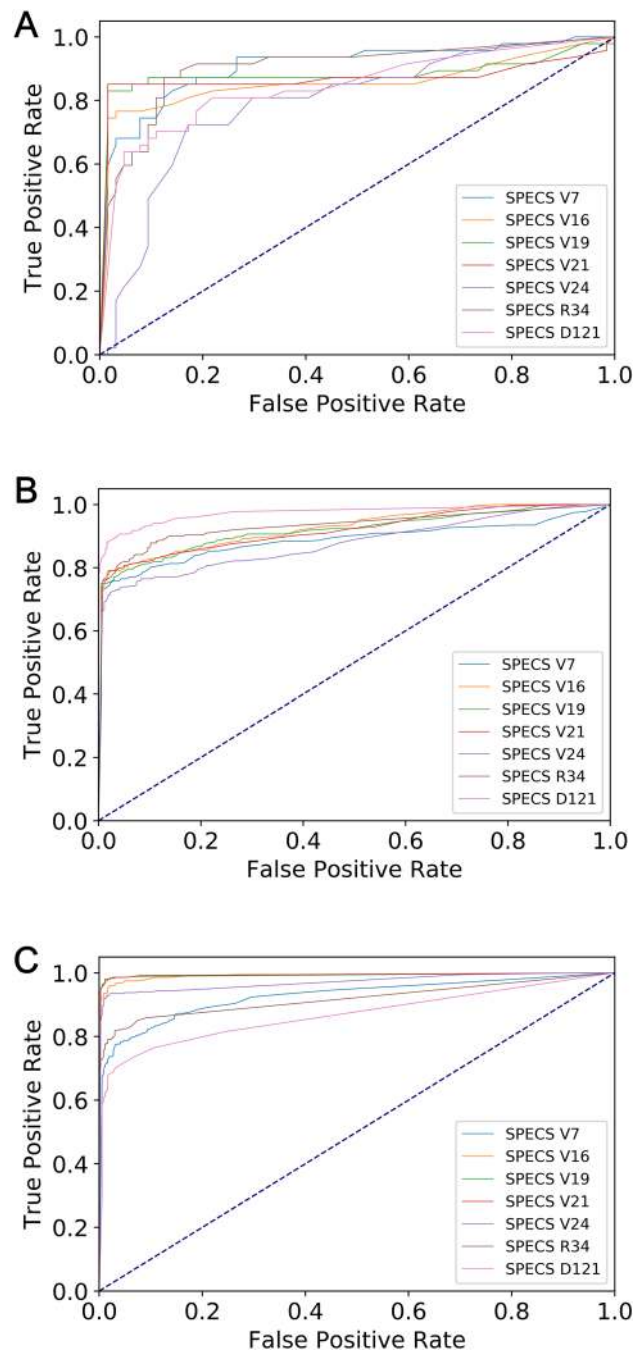 A
1.0
0.8
0.6
0.4
0.2
0.0
True Positive Rate
SPECS V7
SPECS V16
SPECS V19
SPECS V21
SPECS V24
SPECS R34
SPECS D121
0.0 0.2 0.4 0.6 0.8 1.0
False Positive Rate
B
1.0
0.8
0.6
0.4
0.2
0.0
True Positive Rate
SPECS V7
SPECS V16
SPECS V19
SPECS V21
SPECS V24
SPECS R34
SPECS D121
0.0 0.2 0.4 0.6 0.8 1.0
False Positive Rate
C
1.0
0.8
0.6
0.4
0.2
0.0
True Positive Rate
SPECS V7
SPECS V16
SPECS V19
SPECS V21
SPECS V24
SPECS R34
SPECS D121
0.0 0.2 0.4 0.6 0.8 1.0
False Positive Rate